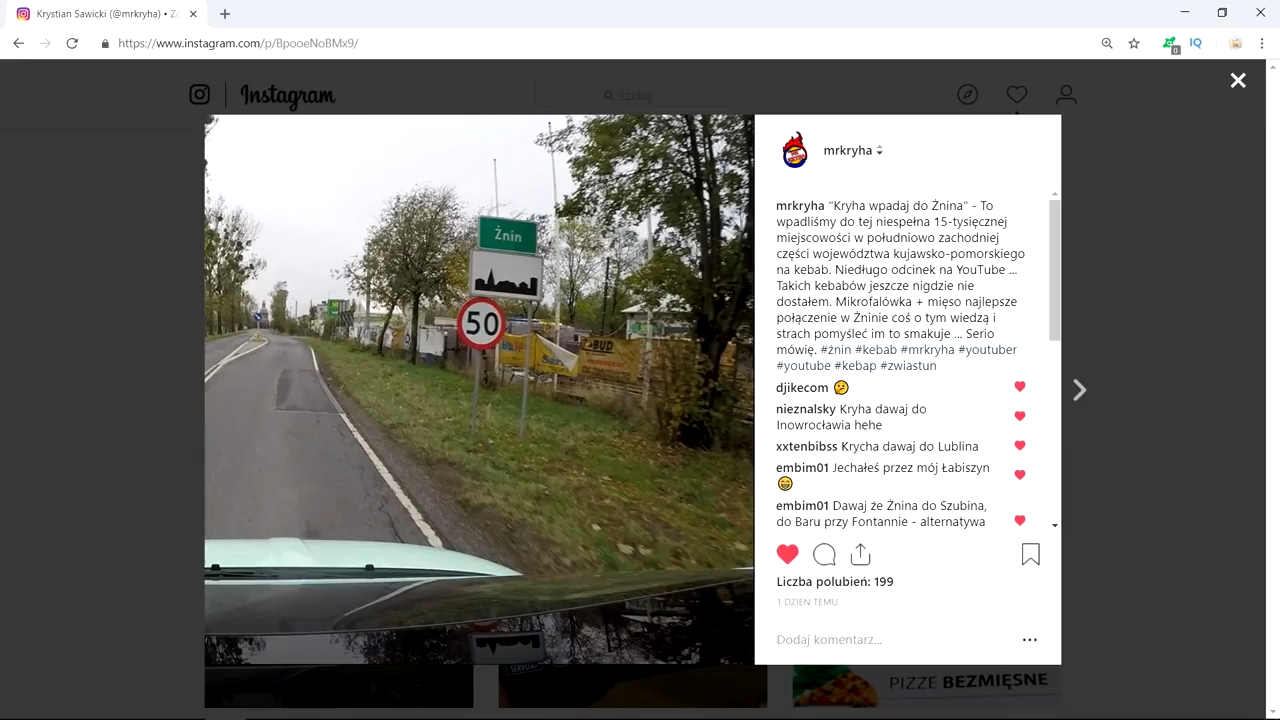 Krystian Sawicki (@mrkryha) •
https://www.instagram.com/p/BpooeNoBMx9/
0
IQ
Instagram
Szukaj
mrkryha
Żnin
50
BUD
mrkryha "Kryha wpadaj do Żnina" - To
wpadliśmy do tej niespełna 15-tysięcznej
miejscowości w południowo zachodniej
części województwa kujawsko-pomorskiego
na kebab. Niedługo odcinek na YouTube ...
Takich kebabów jeszcze nigdzie nie
dostałem. Mikrofalówka + mięso najlepsze
połączenie w Żninie coś o tym wiedzą i
strach pomyśleć im to smakuje ... Serio
mówię. #żnin #kebab #mrkryha #youtuber
#youtube #kebap #zwiastun
djikecom 🤔
nieznalsky Kryha dawaj do
Inowrocławia hehe
xxtenbibss Krycha dawaj do Lublina
embim01 Jechałeś przez mój Łabiszyn
😁
embim01 Dawaj że Żnina do Szubina,
do Baru przy Fontannie - alternatywa
Liczba polubień: 199
1 DZIEŃ TEMU
Dodaj komentarz...
PIZZE BEZMIĘSNE